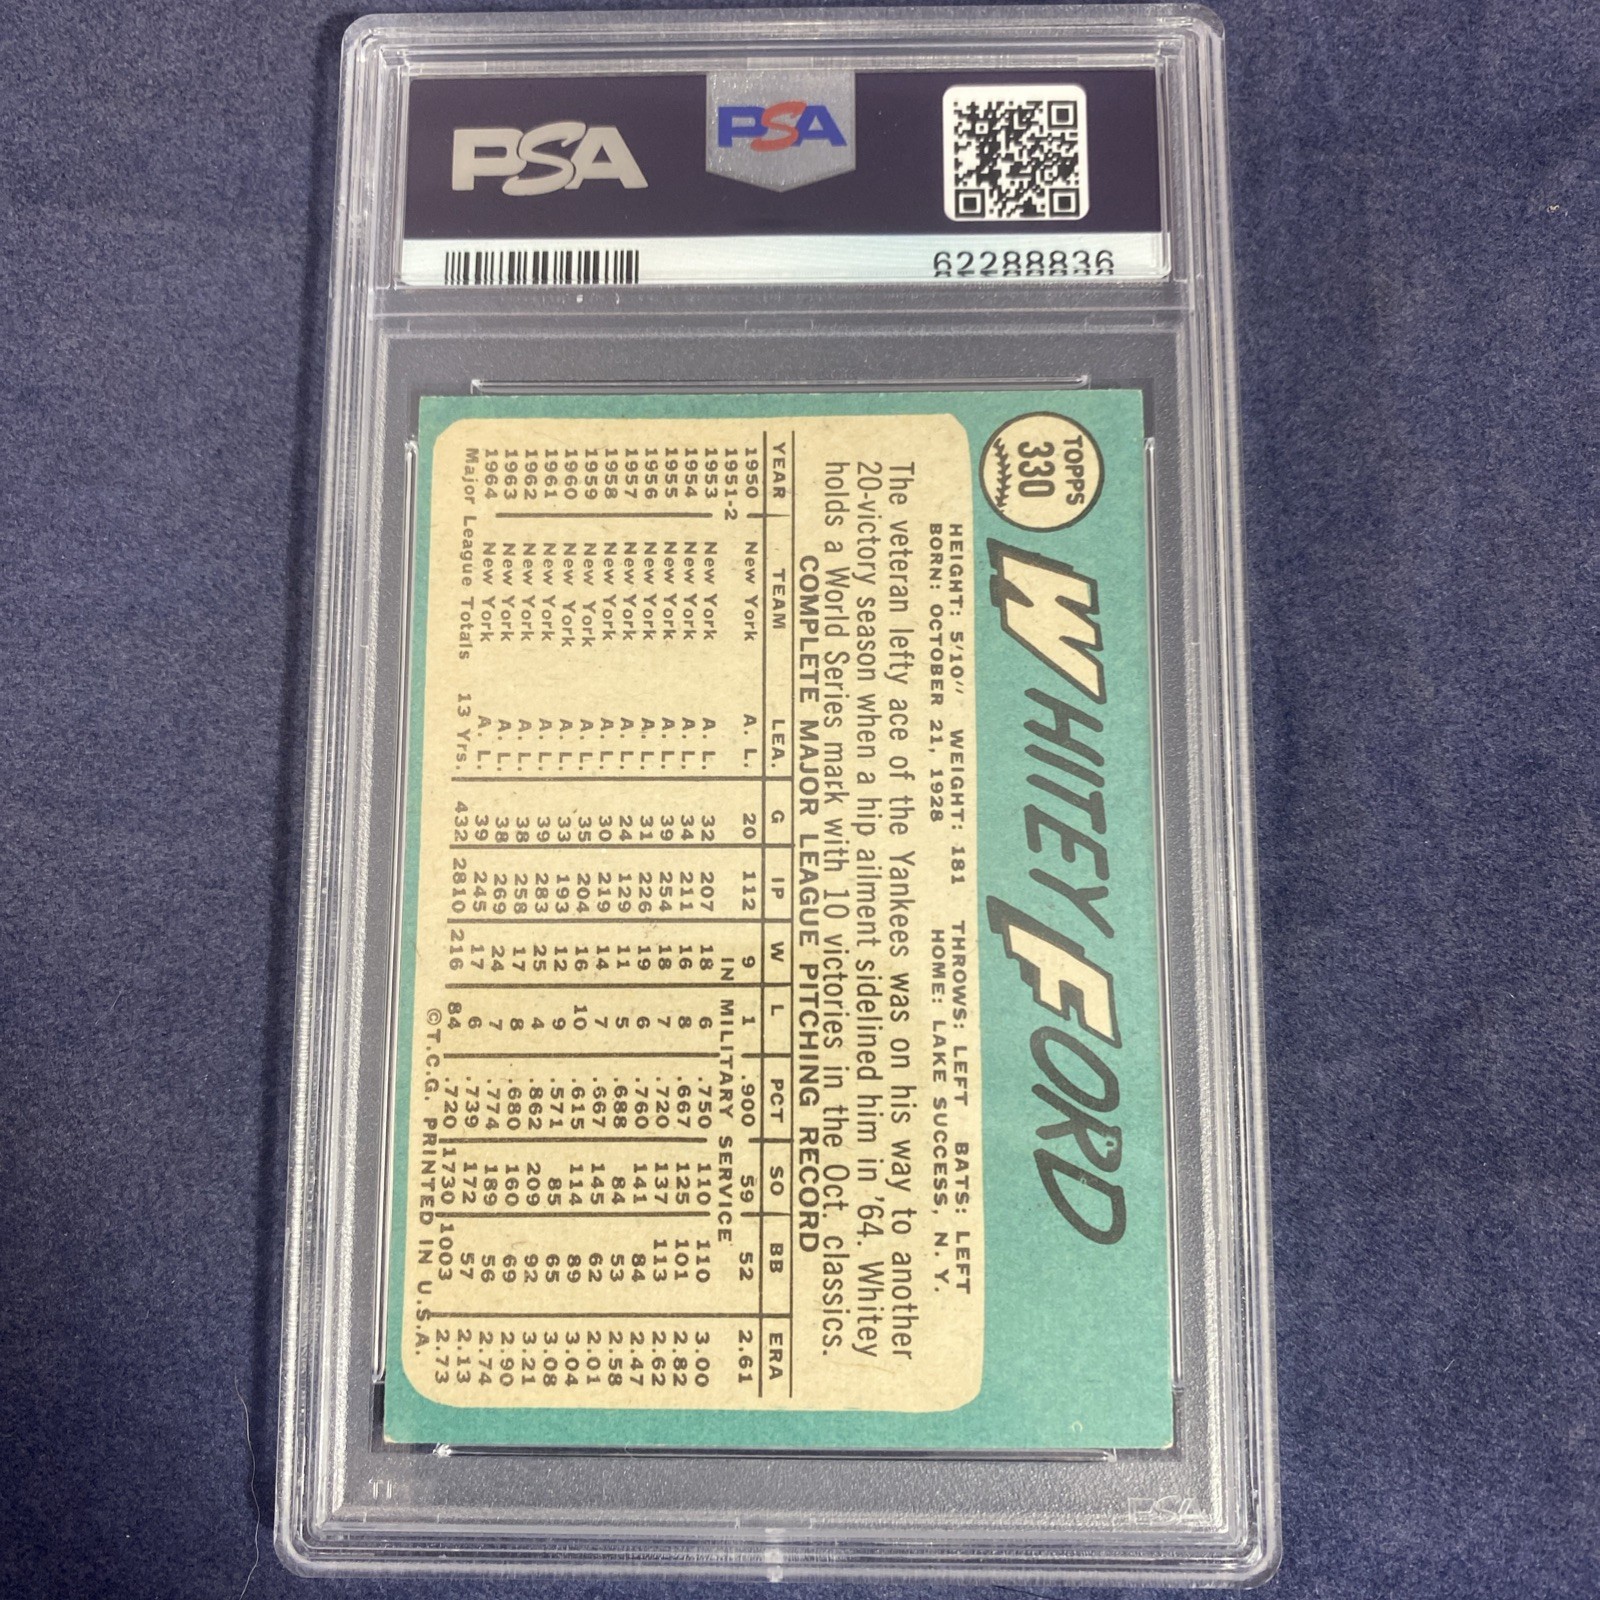 PSA
PSA
62288836
TOPPS
330
WHITEY FORD
HEIGHT: 5'10" WEIGHT: 181 THROWS: LEFT BATS: LEFT
BORN: OCTOBER 21, 1928 HOME: LAKE SUCCESS, N. Y.
The veteran lefty ace of the Yankees was on his way to another
20-victory season when a hip ailment sidelined him in '64. Whitey
holds a World Series mark with 10 victories in the Oct. classics.
COMPLETE MAJOR LEAGUE PITCHING RECORD
YEAR TEAM LEA. G IP W L PCT SO BB ERA
1950 New York A. L. 20 112 9 1 .900 59 52 2.61
1951-2 IN MILITARY SERVICE
1953 New York A. L. 32 207 18 6 .750 110 110 3.00
1954 New York A. L. 34 211 16 8 .667 125 101 2.82
1955 New York A. L. 39 254 18 7 .720 137 113 2.62
1956 New York A. L. 31 226 19 6 .760 141 84 2.47
1957 New York A. L. 24 129 11 5 .688 84 53 2.58
1958 New York A. L. 30 219 14 7 .667 145 62 2.01
1959 New York A. L. 35 204 16 10 .615 114 89 3.04
1960 New York A. L. 33 193 12 9 .571 85 65 3.08
1961 New York A. L. 39 283 25 4 .862 209 92 3.21
1962 New York A. L. 38 258 17 8 .680 160 69 2.90
1963 New York A. L. 38 269 24 7 .774 189 56 2.74
1964 New York A. L. 39 245 17 6 .739 172 57 2.13
Major League Totals 13 Yrs. 432 2810 216 84 .720 1730 1003 2.73
©T.C.G. PRINTED IN U.S.A.